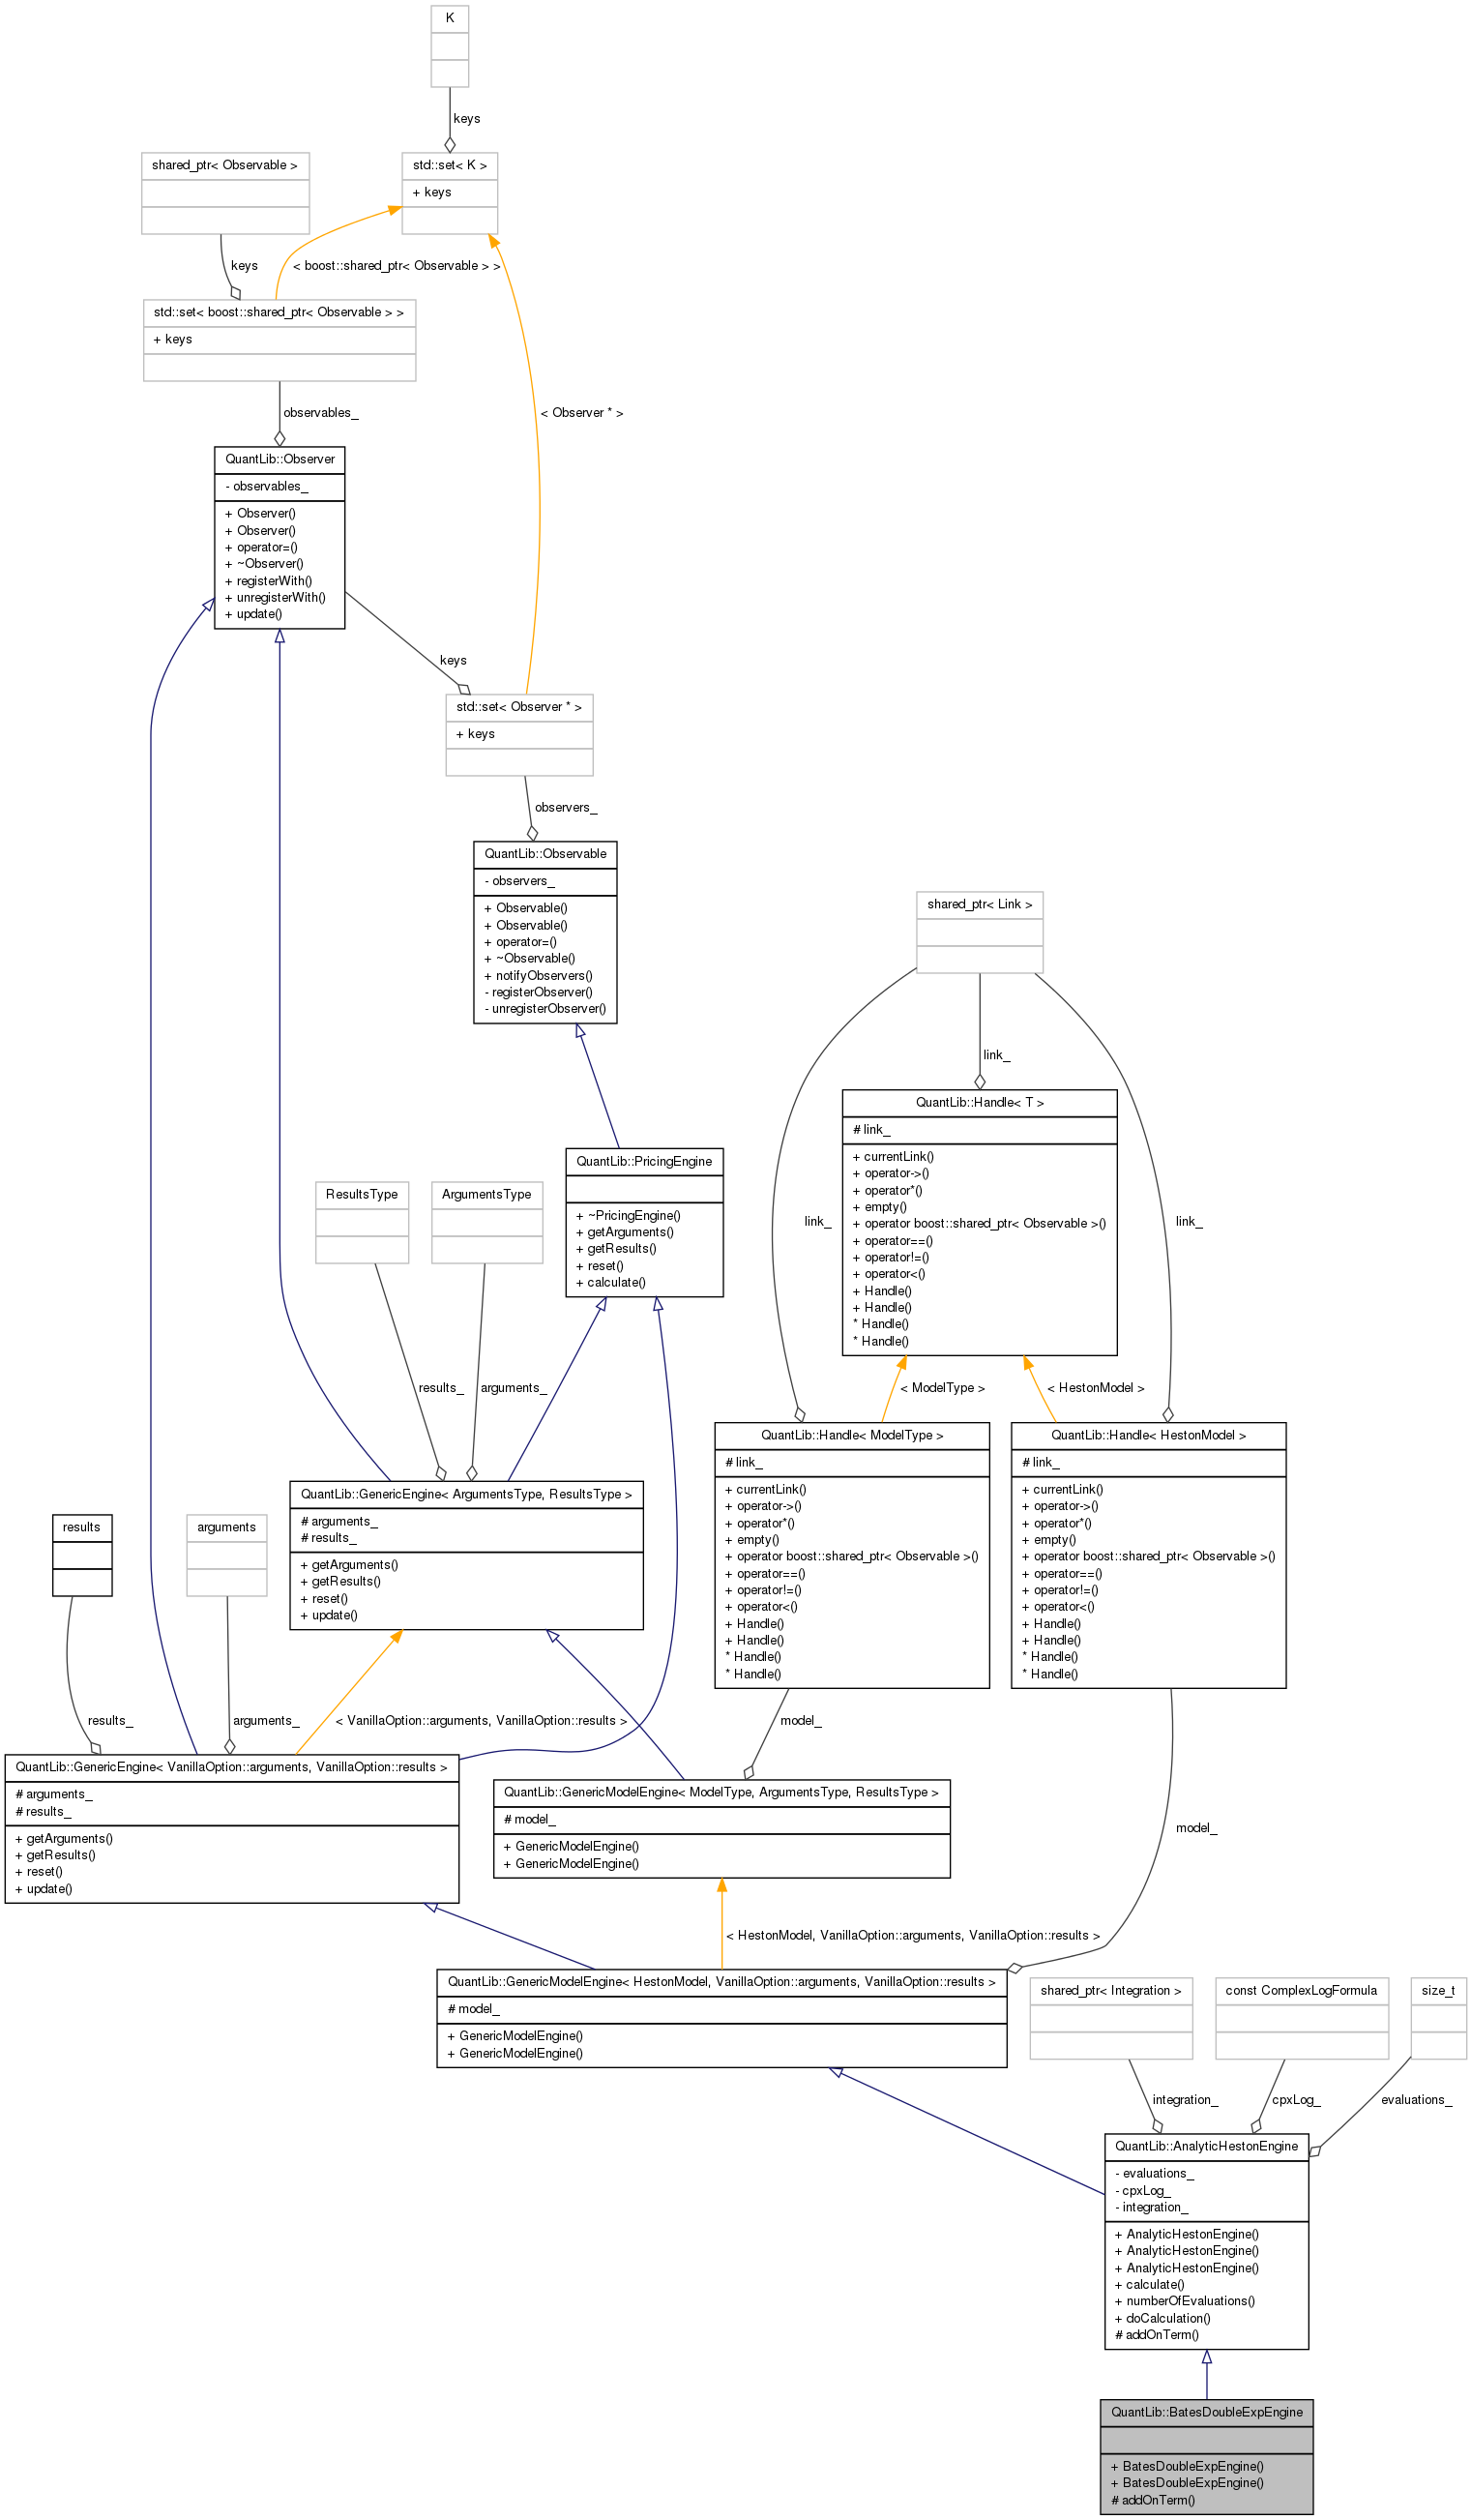 K
keys
shared_ptr< Observable >
std::set< K >
+ keys
keys
< boost::shared_ptr< Observable > >
std::set< boost::shared_ptr< Observable > >
+ keys
observables_
< Observer * >
QuantLib::Observer
- observables_
+ Observer()
+ Observer()
+ operator=()
+ ~Observer()
+ registerWith()
+ unregisterWith()
+ update()
keys
std::set< Observer * >
+ keys
observers_
QuantLib::Observable
- observers_
+ Observable()
+ Observable()
+ operator=()
+ ~Observable()
+ notifyObservers()
- registerObserver()
- unregisterObserver()
shared_ptr< Link >
link_
QuantLib::Handle< T >
# link_
+ currentLink()
+ operator->()
+ operator*()
+ empty()
+ operator boost::shared_ptr< Observable >()
+ operator==()
+ operator!=()
+ operator<()
+ Handle()
+ Handle()
* Handle()
* Handle()
QuantLib::PricingEngine
+ ~PricingEngine()
+ getArguments()
+ getResults()
+ reset()
+ calculate()
ResultsType
ArgumentsType
link_
link_
results_
arguments_
< ModelType >
< HestonModel >
QuantLib::Handle< ModelType >
# link_
+ currentLink()
+ operator->()
+ operator*()
+ empty()
+ operator boost::shared_ptr< Observable >()
+ operator==()
+ operator!=()
+ operator<()
+ Handle()
+ Handle()
* Handle()
* Handle()
QuantLib::Handle< HestonModel >
# link_
+ currentLink()
+ operator->()
+ operator*()
+ empty()
+ operator boost::shared_ptr< Observable >()
+ operator==()
+ operator!=()
+ operator<()
+ Handle()
+ Handle()
* Handle()
* Handle()
QuantLib::GenericEngine< ArgumentsType, ResultsType >
# arguments_
# results_
+ getArguments()
+ getResults()
+ reset()
+ update()
results
arguments
results_
arguments_
< VanillaOption::arguments, VanillaOption::results >
model_
QuantLib::GenericEngine< VanillaOption::arguments, VanillaOption::results >
# arguments_
# results_
+ getArguments()
+ getResults()
+ reset()
+ update()
QuantLib::GenericModelEngine< ModelType, ArgumentsType, ResultsType >
# model_
+ GenericModelEngine()
+ GenericModelEngine()
model_
< HestonModel, VanillaOption::arguments, VanillaOption::results >
QuantLib::GenericModelEngine< HestonModel, VanillaOption::arguments, VanillaOption::results >
# model_
+ GenericModelEngine()
+ GenericModelEngine()
shared_ptr< Integration >
const ComplexLogFormula
size_t
integration_
cpxLog_
evaluations_
QuantLib::AnalyticHestonEngine
- evaluations_
- cpxLog_
- integration_
+ AnalyticHestonEngine()
+ AnalyticHestonEngine()
+ AnalyticHestonEngine()
+ calculate()
+ numberOfEvaluations()
+ doCalculation()
# addOnTerm()
QuantLib::BatesDoubleExpEngine
+ BatesDoubleExpEngine()
+ BatesDoubleExpEngine()
# addOnTerm()